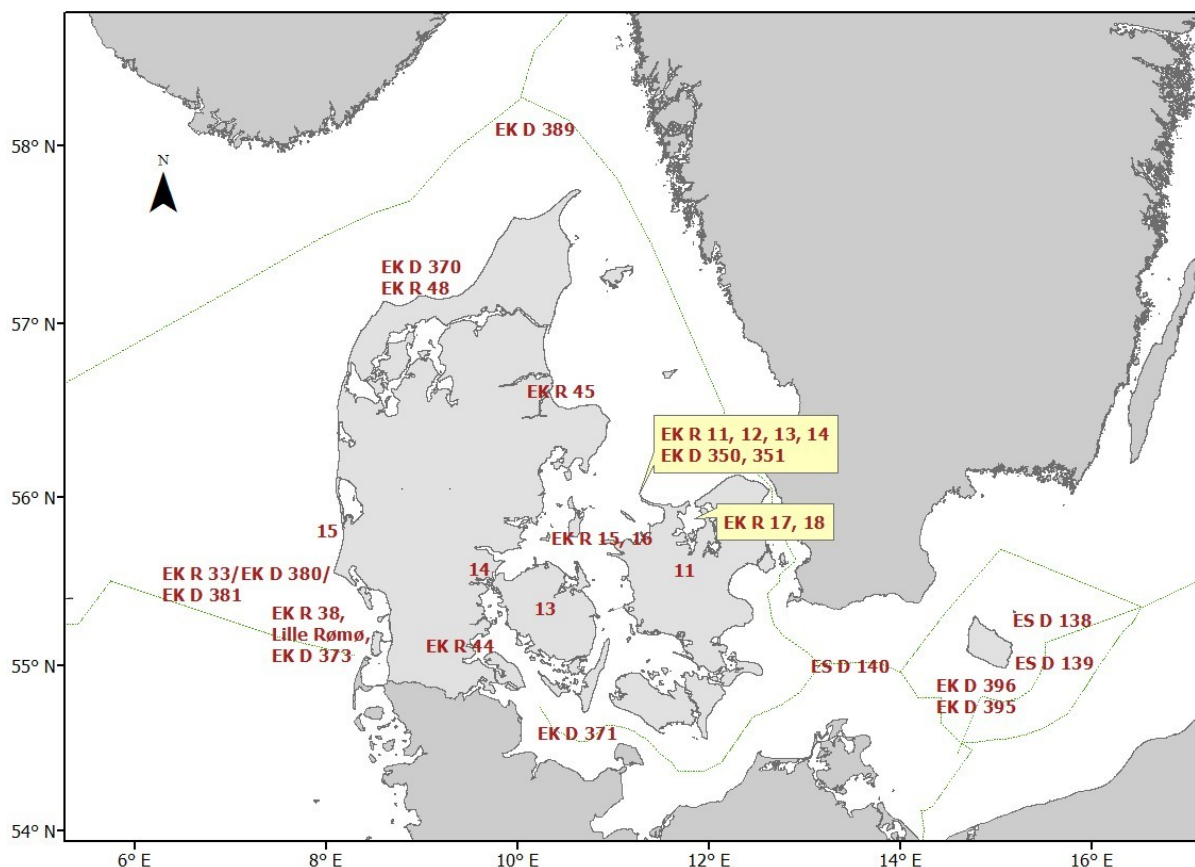 EK D 389
58° N
N
EK D 370
EK R 48
57° N
EK R 45
EK R 11, 12, 13, 14
EK D 350, 351
56° N
EK R 17, 18
15
EK R 15, 16
14
11
EK R 33/EK D 380/
EK D 381
13
EK R 38,
Lille Rømø,
EK D 373
ES D 138
EK R 44
55° N
ES D 140
ES D 139
EK D 396
EK D 395
EK D 371
54° N
6° E
8° E
10° E
12° E
14° E
16° E